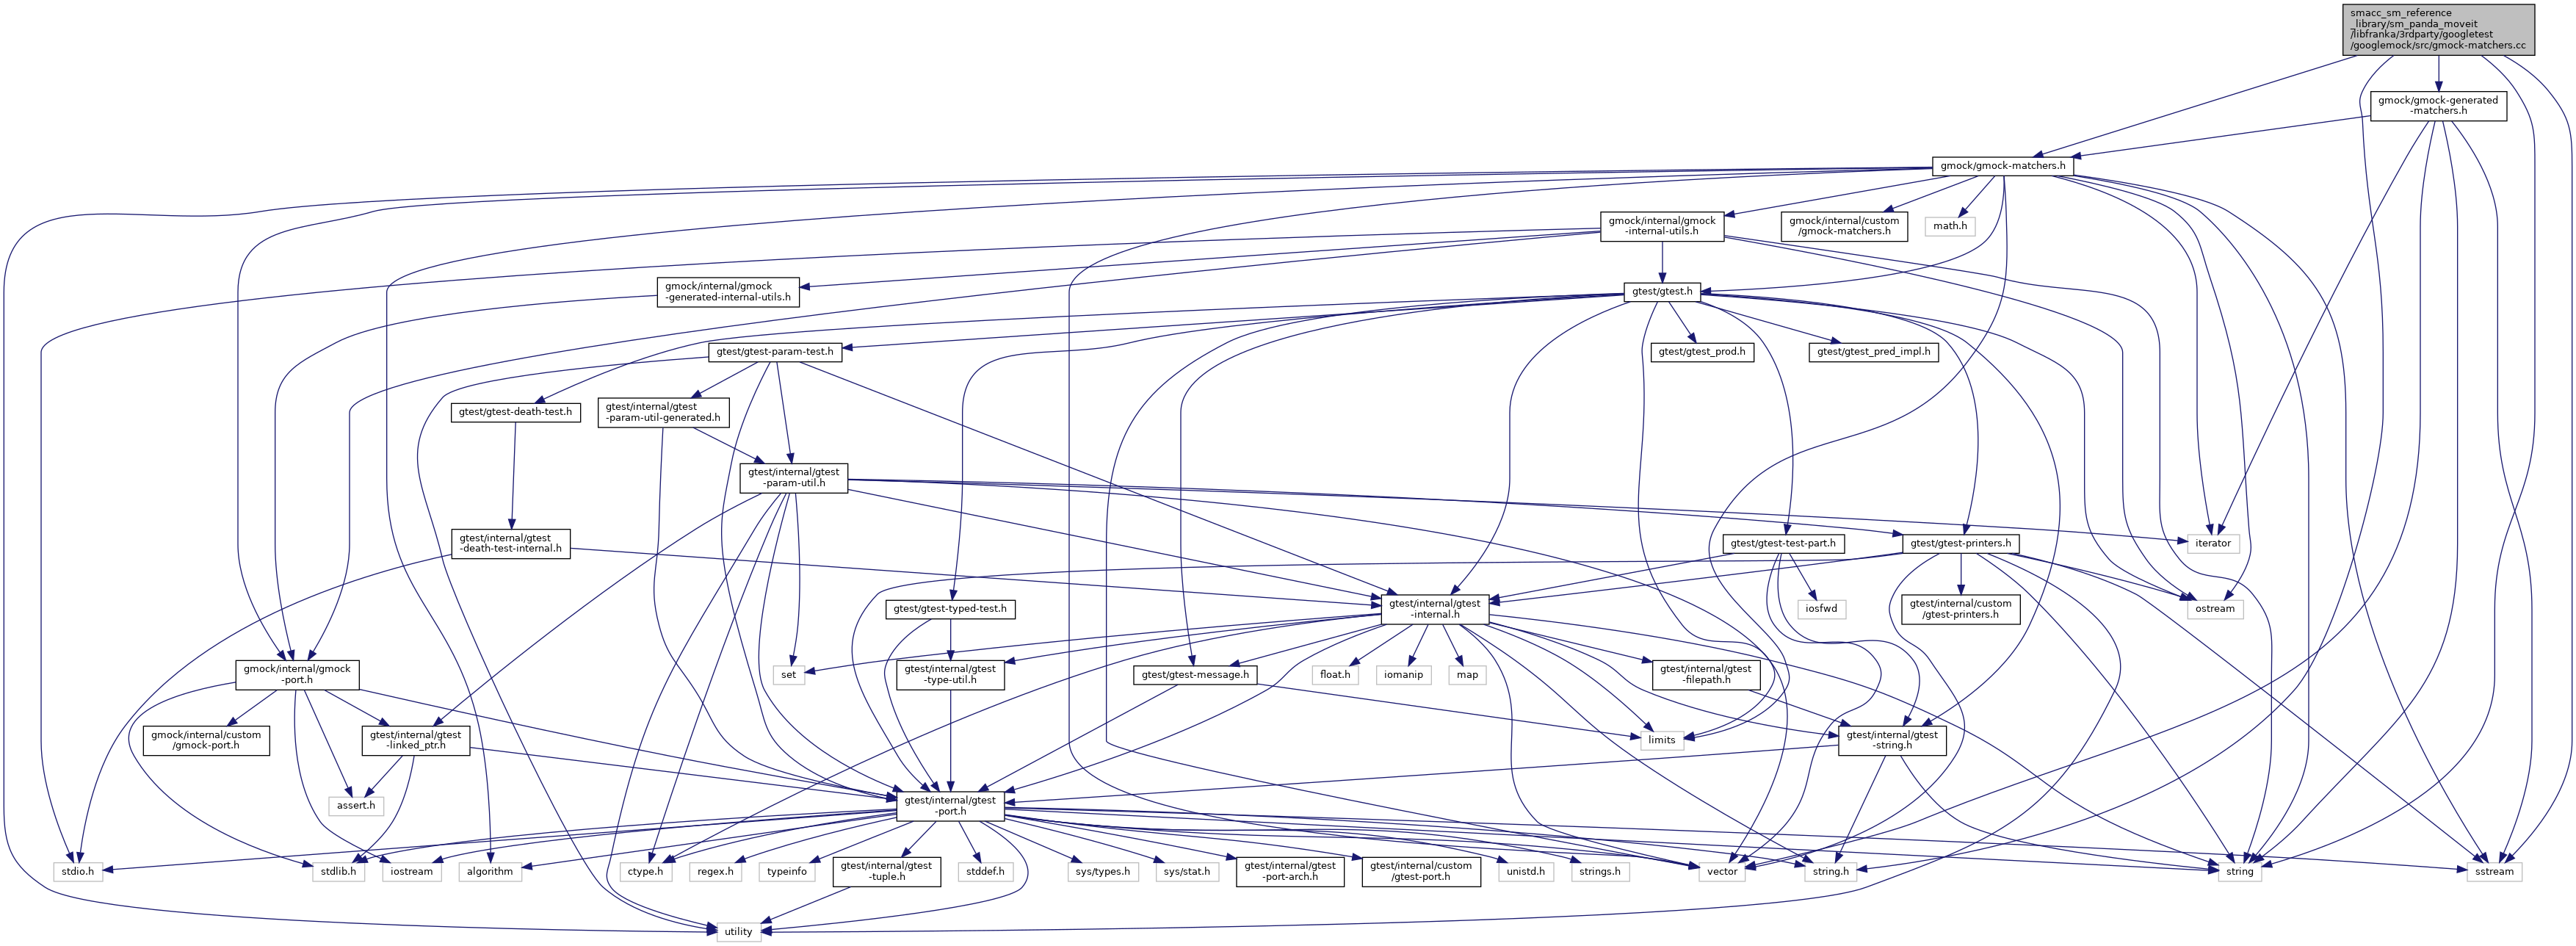 smacc_sm_reference
_library/sm_panda_moveit
/libfranka/3rdparty/googletest
/googlemock/src/gmock-matchers.cc
gmock/gmock-generated
-matchers.h
gmock/gmock-matchers.h
gmock/internal/gmock
-internal-utils.h
gmock/internal/custom
/gmock-matchers.h
math.h
gmock/internal/gmock
-generated-internal-utils.h
gtest/gtest.h
gtest/gtest-param-test.h
gtest/gtest_prod.h
gtest/gtest_pred_impl.h
gtest/gtest-death-test.h
gtest/internal/gtest
-param-util-generated.h
gtest/internal/gtest
-param-util.h
gtest/internal/gtest
-death-test-internal.h
gtest/gtest-test-part.h
gtest/gtest-printers.h
iterator
gtest/gtest-typed-test.h
gtest/internal/gtest
-internal.h
iosfwd
gtest/internal/custom
/gtest-printers.h
ostream
gmock/internal/gmock
-port.h
set
gtest/internal/gtest
-type-util.h
gtest/gtest-message.h
float.h
iomanip
map
gtest/internal/gtest
-filepath.h
gmock/internal/custom
/gmock-port.h
gtest/internal/gtest
-linked_ptr.h
limits
gtest/internal/gtest
-string.h
assert.h
gtest/internal/gtest
-port.h
stdio.h
stdlib.h
iostream
algorithm
ctype.h
regex.h
typeinfo
gtest/internal/gtest
-tuple.h
stddef.h
sys/types.h
sys/stat.h
gtest/internal/gtest
-port-arch.h
gtest/internal/custom
/gtest-port.h
unistd.h
strings.h
vector
string.h
string
sstream
utility